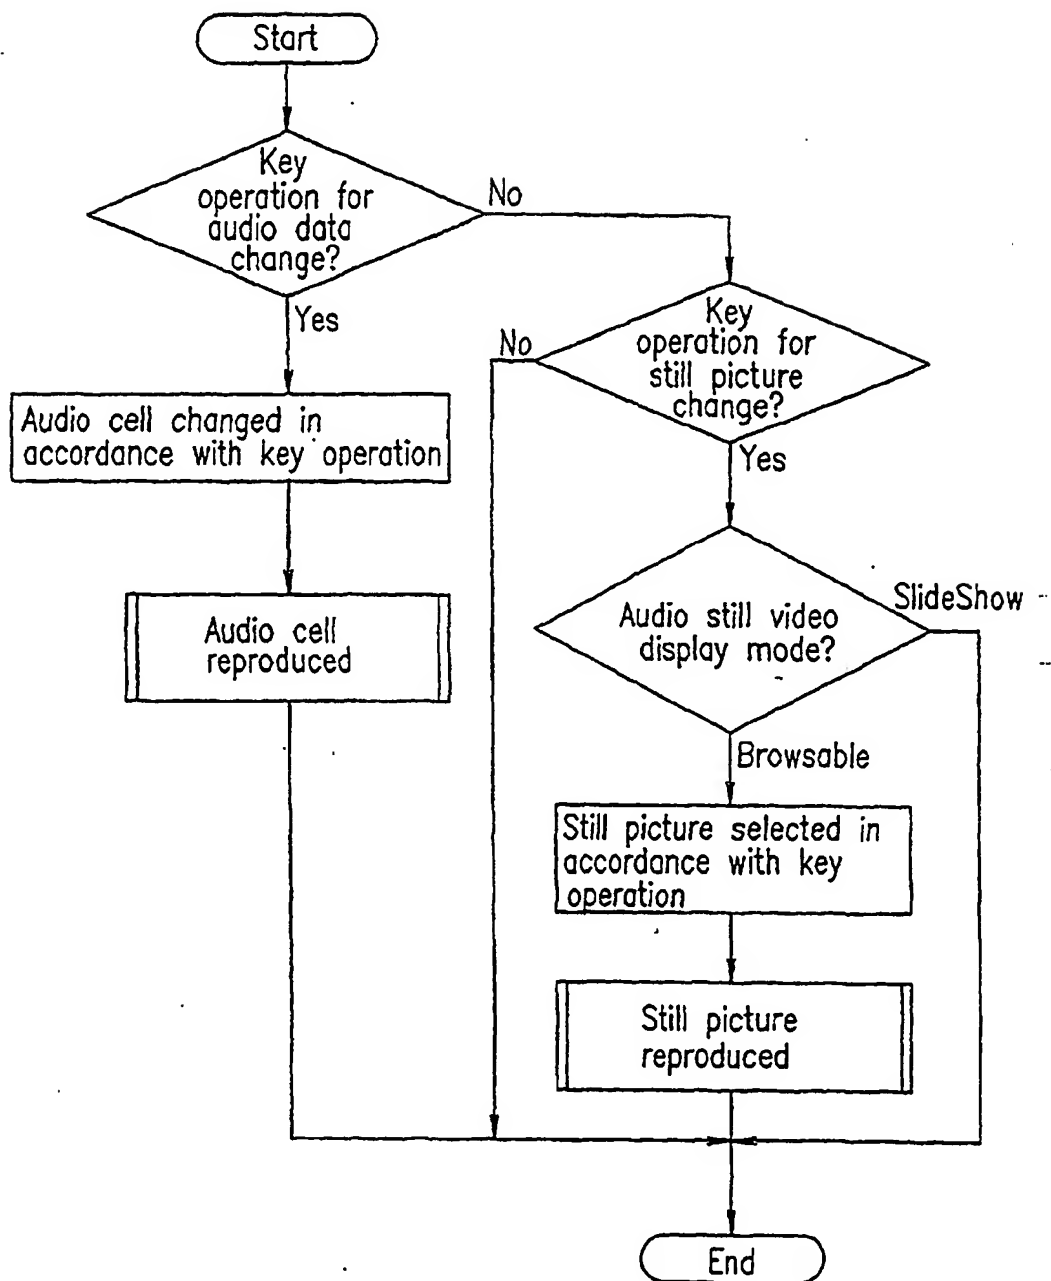 Start
Key
operation for
audio data
change?
No
Yes
Key
operation for
still picture
change?
No
Yes
Audio cell changed in
accordance with key operation
Audio cell
reproduced
Audio still video
display mode?
SlideShow
Browsable
Still picture selected in
accordance with key
operation
Still picture
reproduced
End